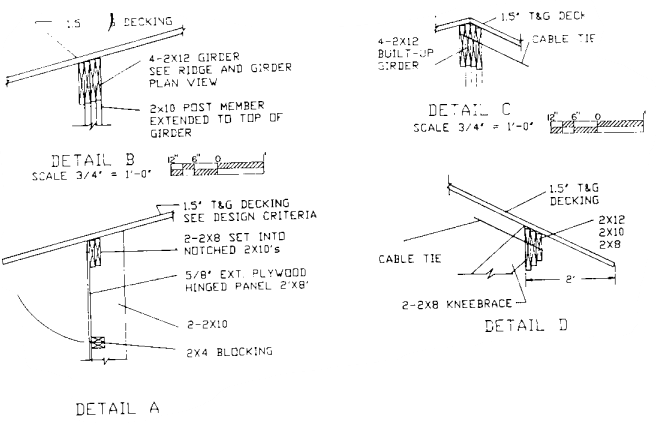 1.5 DECKING
4-2X12 GIRDER
SEE RIDGE AND GIRDER
PLAN VIEW
2x10 POST MEMBER
EXTENDED TO TOP OF
GIRDER
DETAIL B
SCALE 3/4" = 1'-0"
12" 6" 0
1.5" T&G
CABLE TIE
4-2X12
BUILT-UP
GIRDER
DETAIL C
SCALE 3/4" = 1'-0"
12" 6" 0
1.5" T&G DECKING
SEE DESIGN CRITERIA
2-2X8 SET INTO
NOTCHED 2X10's
5/8" EXT. PLYWOOD
HINGED PANEL 2'X8'
2-2X10
2X4 BLOCKING
DETAIL A
1.5" T&G
DECKING
2X12
2X10
2X8
CABLE TIE
2'
2-2X8 KNEEBRACE
DETAIL D